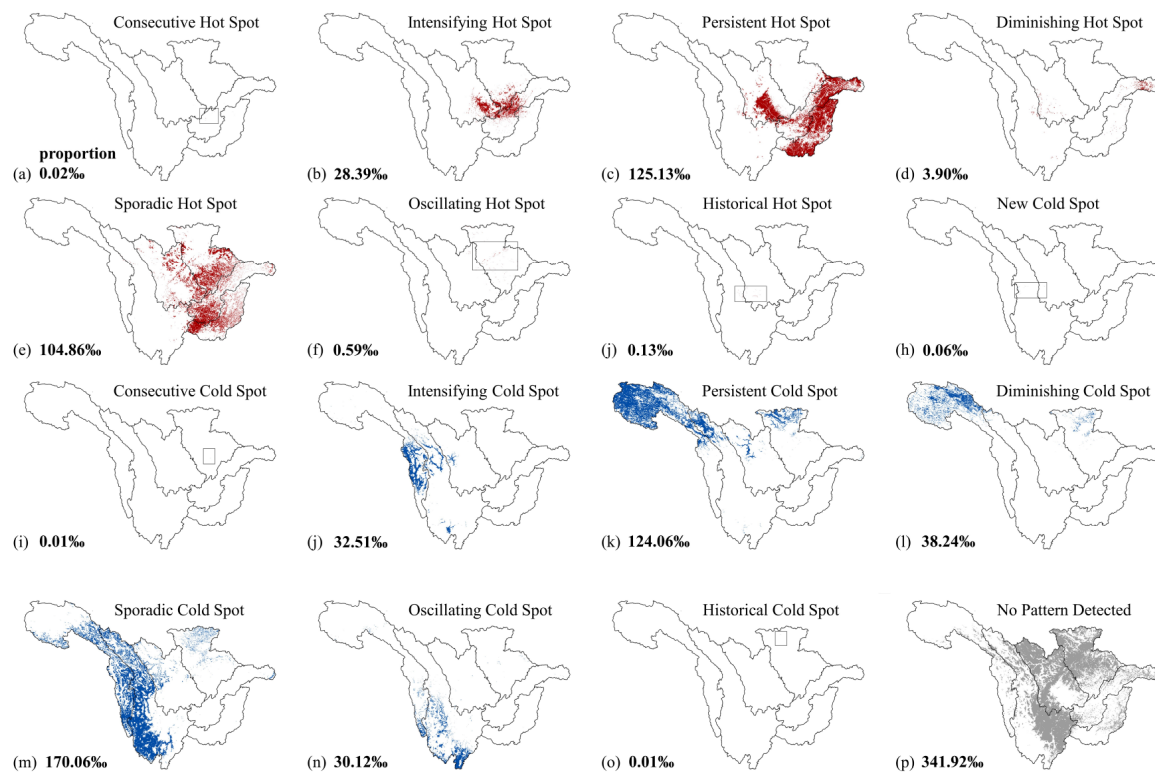 Consecutive Hot Spot
proportion
(a) 0.02‰
Intensifying Hot Spot
(b) 28.39‰
Persistent Hot Spot
(c) 125.13‰
Diminishing Hot Spot
(d) 3.90‰
Sporadic Hot Spot
(e) 104.86‰
Oscillating Hot Spot
(f) 0.59‰
Historical Hot Spot
(j) 0.13‰
New Cold Spot
(h) 0.06‰
Consecutive Cold Spot
(i) 0.01‰
Intensifying Cold Spot
(j) 32.51‰
Persistent Cold Spot
(k) 124.06‰
Diminishing Cold Spot
(l) 38.24‰
Sporadic Cold Spot
(m) 170.06‰
Oscillating Cold Spot
(n) 30.12‰
Historical Cold Spot
(o) 0.01‰
No Pattern Detected
(p) 341.92‰